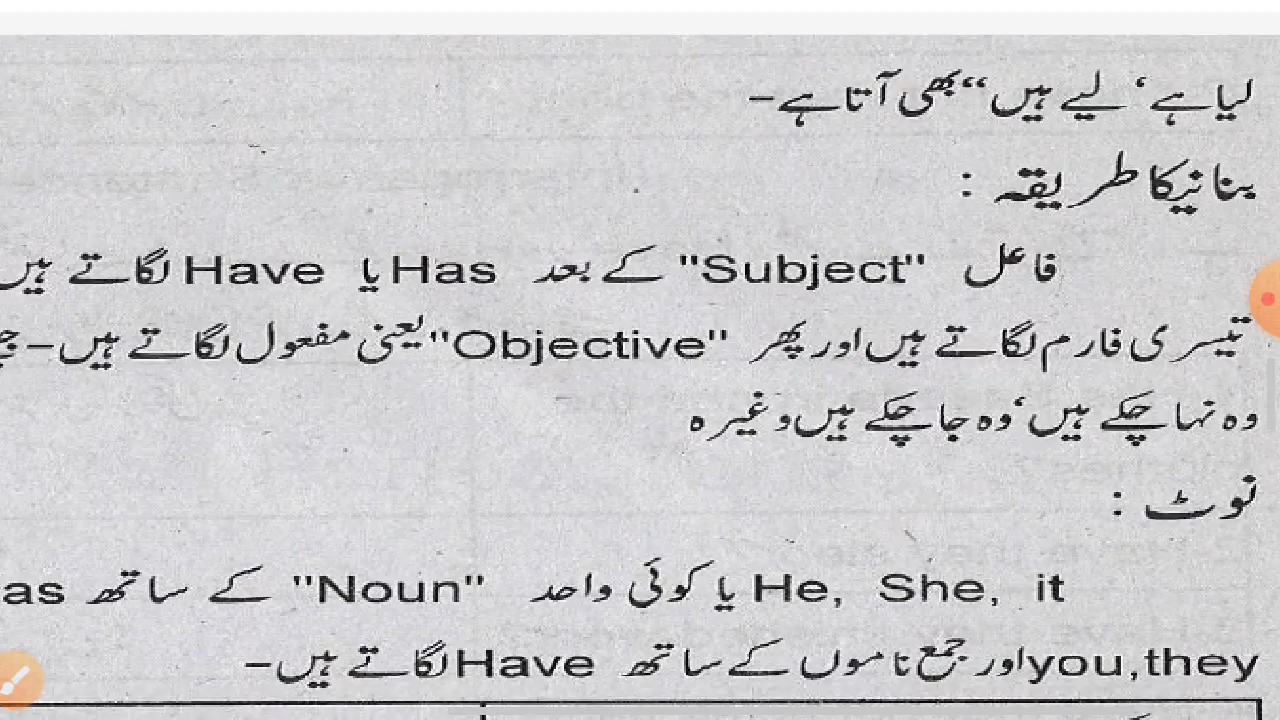 لیا ہے‘ لیے ہیں“ بھی آتا ہے-
بنانیکا طریقہ :
فاعل "Subject" کے بعد Has یا Have لگاتے ہیں
تیسری فارم لگاتے ہیں اور پھر "Objective" یعنی مفعول لگاتے ہیں-
وہ نہا چکے ہیں‘ وہ جا چکے ہیں وغیرہ
نوٹ :
He, She, it یا کوئی واحد "Noun" کے ساتھ as
you,they اور جمع ناموں کے ساتھ Have لگاتے ہیں-